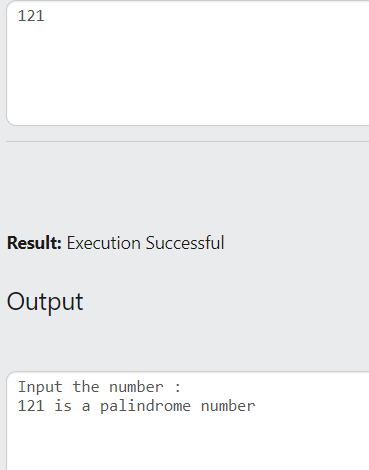 121
Result: Execution Successful
Output
Input the number :
121 is a palindrome number